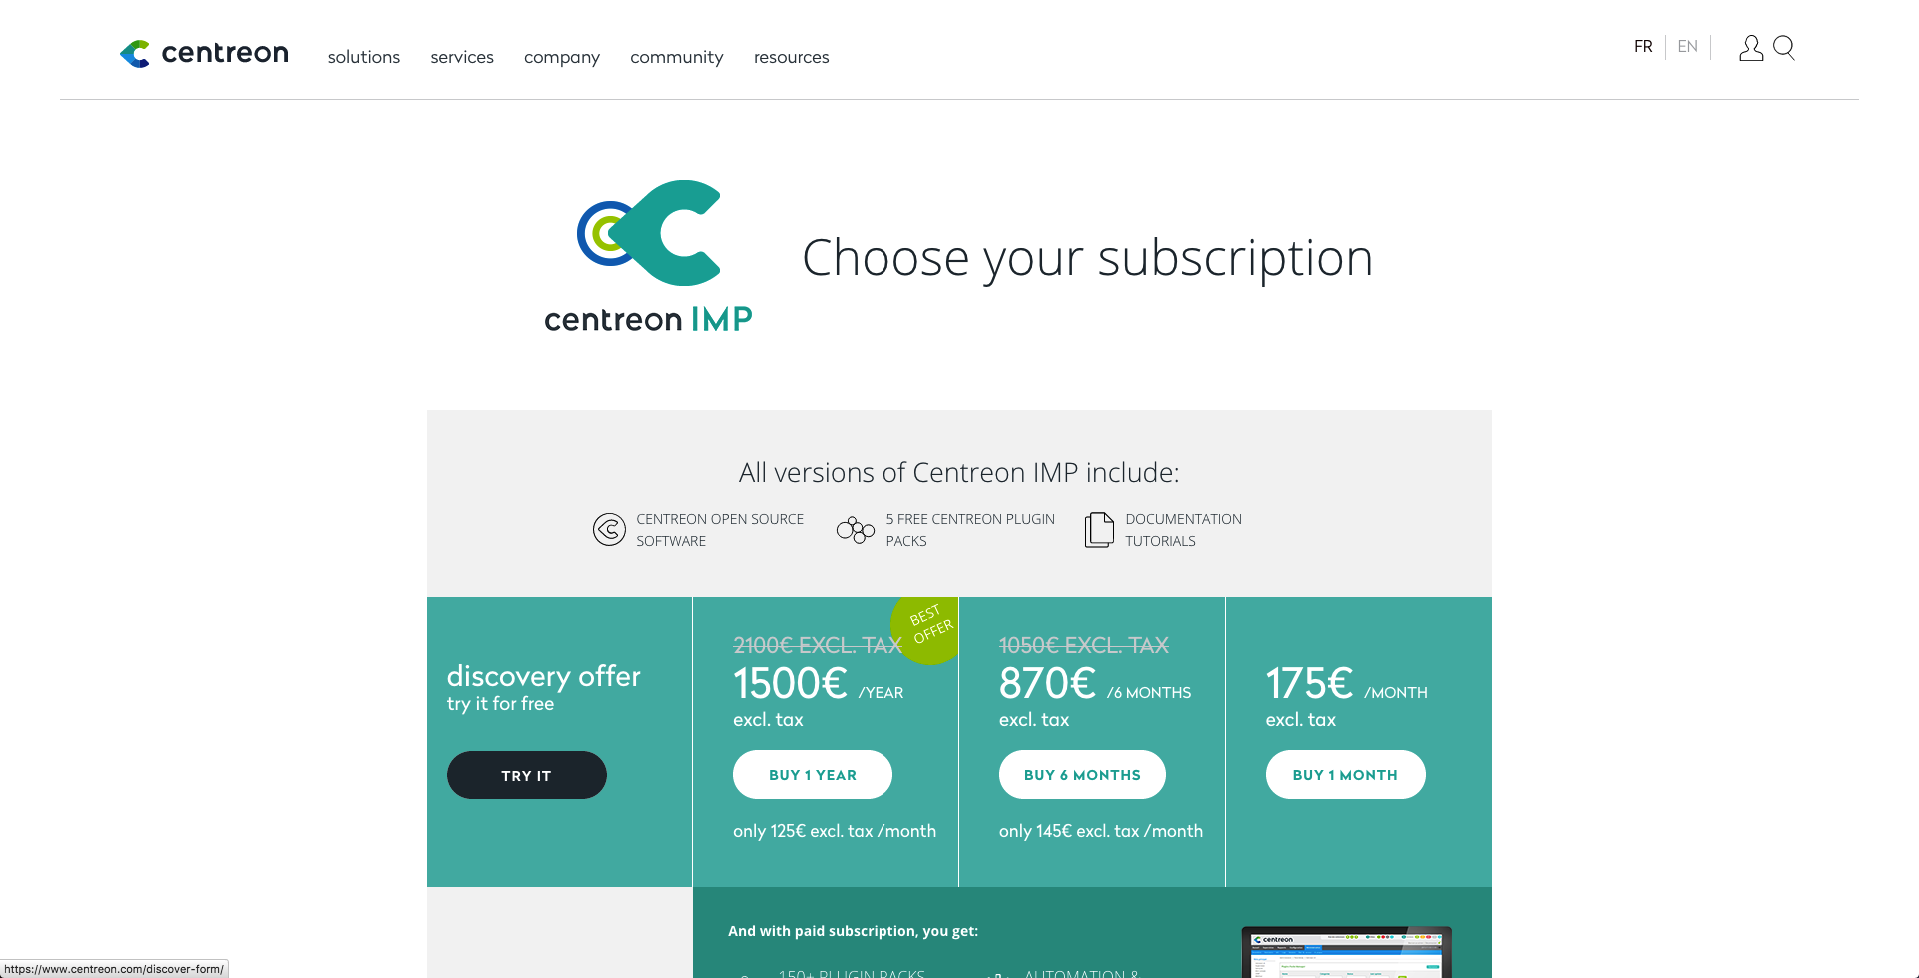 centreon
solutions
services
company
community
resources
FR
EN
centreon IMP
Choose your subscription
All versions of Centreon IMP include:
CENTREON OPEN SOURCE
SOFTWARE
5 FREE CENTREON PLUGIN
PACKS
DOCUMENTATION
TUTORIALS
discovery offer
try it for free
TRY IT
BEST
OFFER
2100€ EXCL. TAX
1500€ /YEAR
excl. tax
BUY 1 YEAR
only 125€ excl. tax /month
1050€ EXCL. TAX
870€ /6 MONTHS
excl. tax
BUY 6 MONTHS
only 145€ excl. tax /month
175€ /MONTH
excl. tax
BUY 1 MONTH
And with paid subscription, you get:
150+ PLUGIN PACKS
AUTOMATION &
centreon
https://www.centreon.com/discover-form/